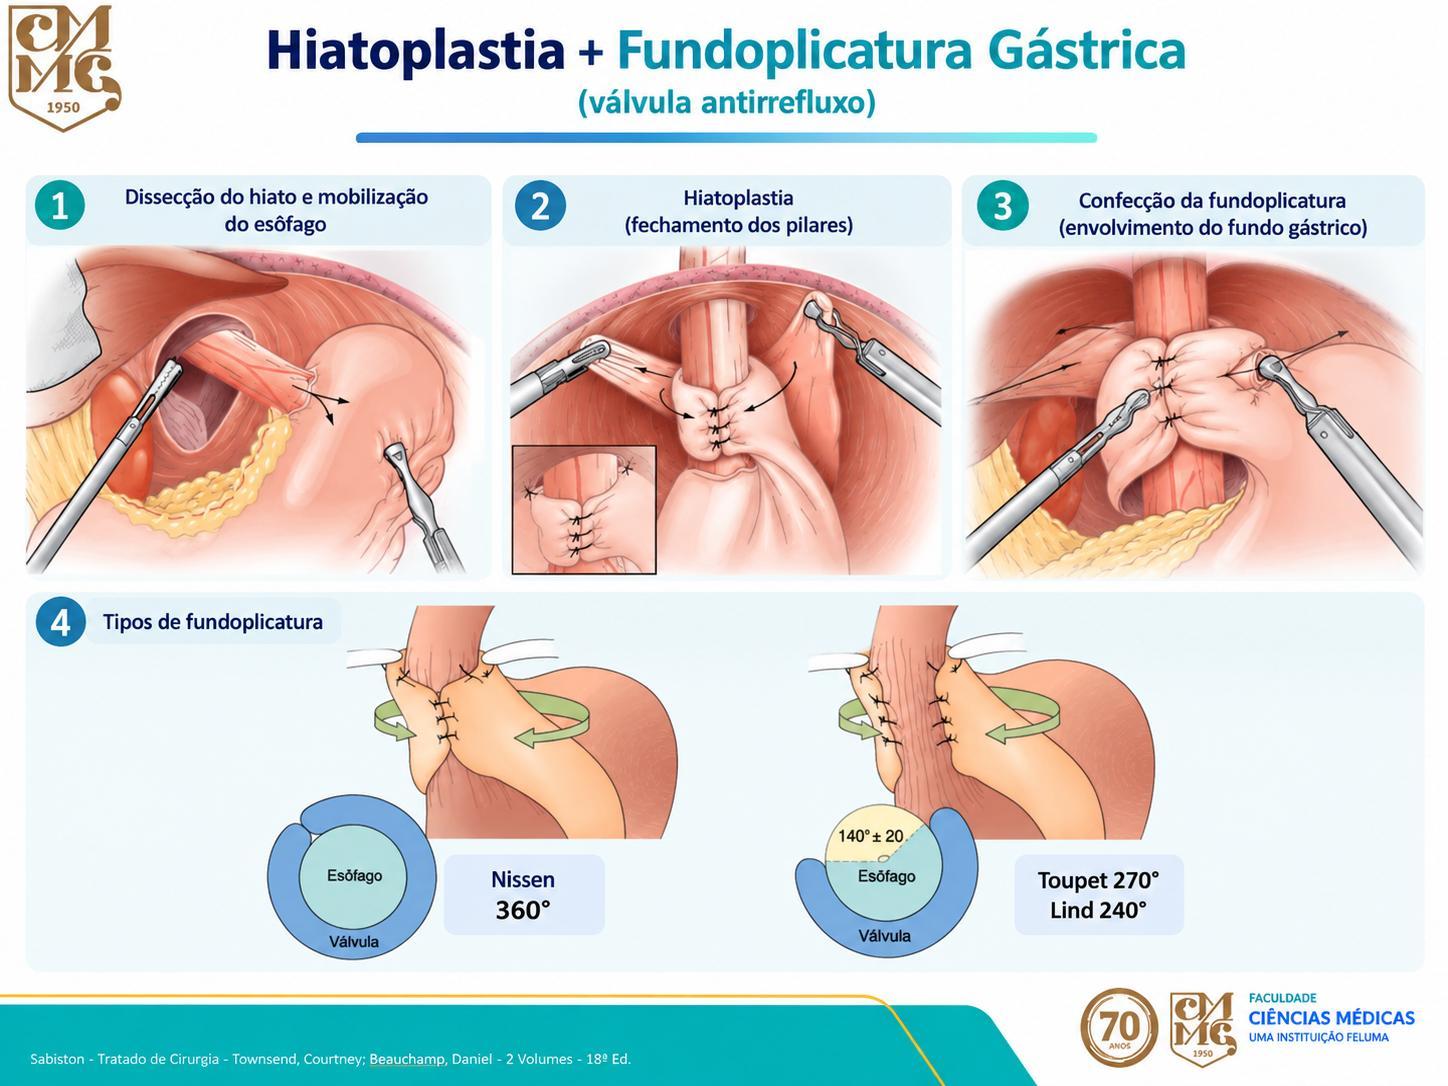 CMMG
1950
Hiatoplastia + Fundoplicatura Gástrica
(válvula antirrefluxo)
1
Dissecção do hiato e mobilização
do esôfago
2
Hiatoplastia
(fechamento dos pilares)
3
Confecção da fundoplicatura
(envolvimento do fundo gástrico)
4
Tipos de fundoplicatura
Esôfago
Válvula
Nissen
360°
140° ± 20
Esôfago
Válvula
Toupet 270°
Lind 240°
Sabiston - Tratado de Cirurgia - Townsend, Courtney; Beauchamp, Daniel - 2 Volumes - 18ª Ed.
70
ANOS
CMMG
1950
FACULDADE
CIÊNCIAS MÉDICAS
UMA INSTITUIÇÃO FELUMA